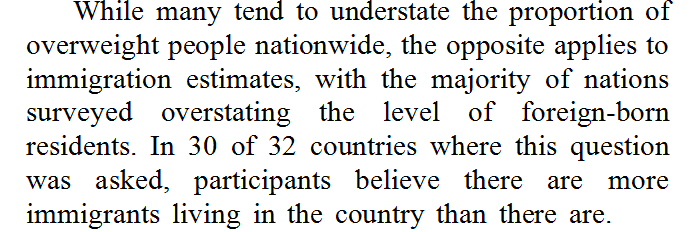 While many tend to understate the proportion of
overweight people nationwide, the opposite applies to
immigration estimates, with the majority of nations
surveyed overstating the level of foreign-born
residents. In 30 of 32 countries where this question
was asked, participants believe there are more
immigrants living in the country than there are.